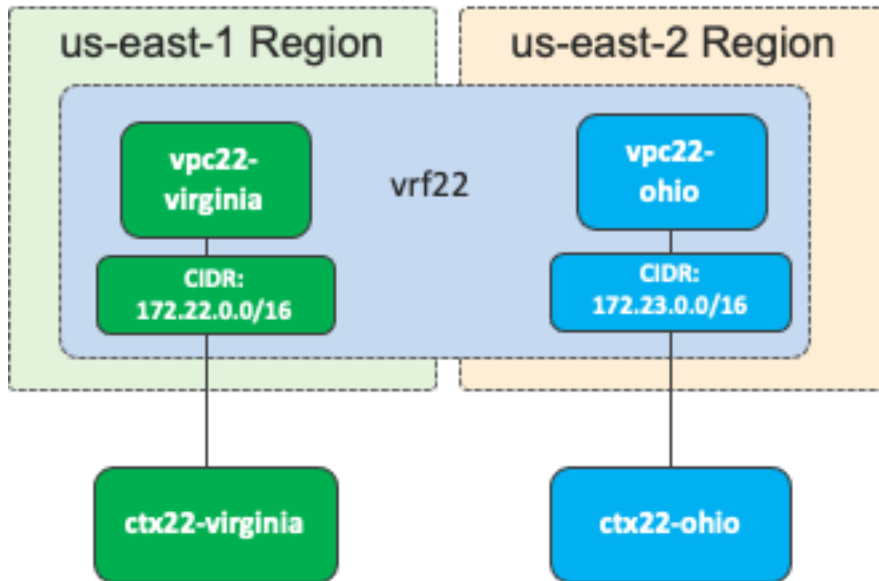 us-east-1 Region
us-east-2 Region
vpc22-
virginia
vrf22
vpc22-
ohio
CIDR:
172.22.0.0/16
CIDR:
172.23.0.0/16
ctx22-virginia
ctx22-ohio